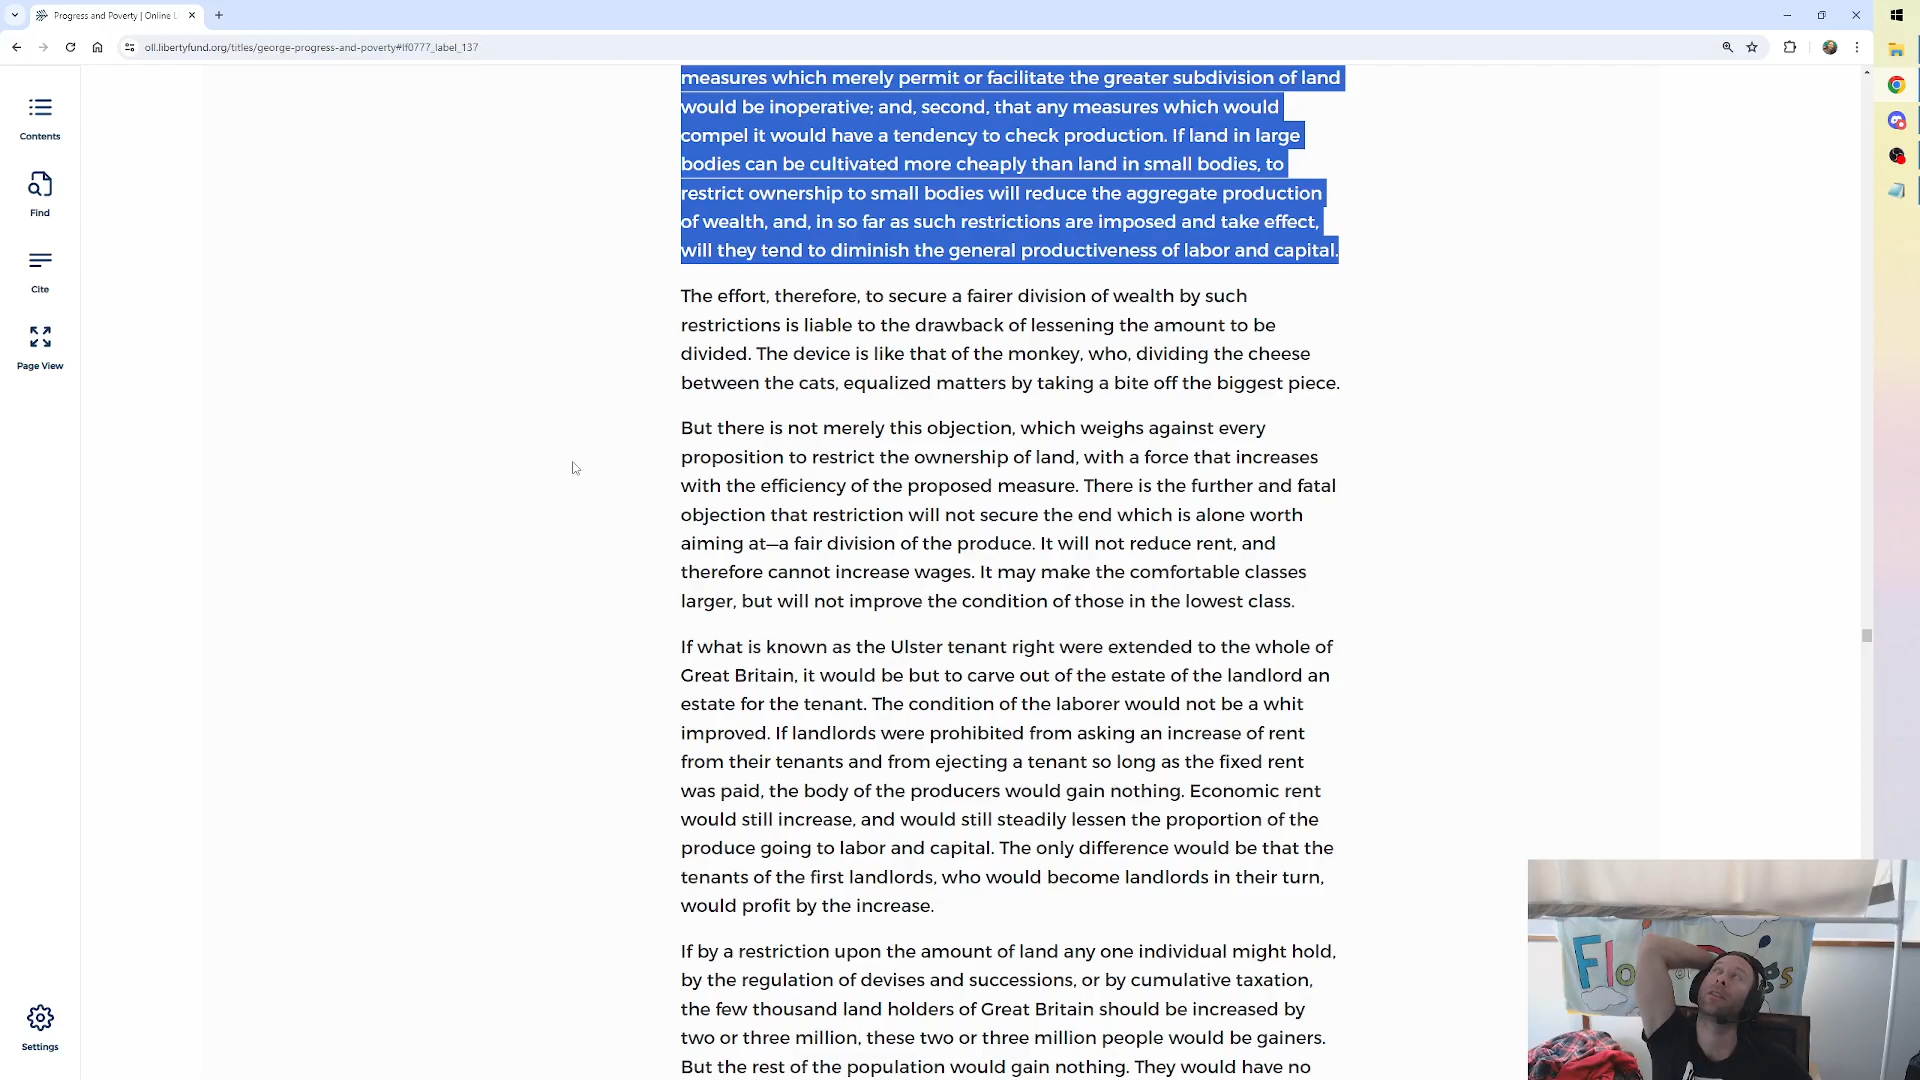 Progress and Poverty | Online L
oll.libertyfund.org/titles/george-progress-and-poverty#lf0777_label_137
Contents
Find
Cite
Page View
Settings
measures which merely permit or facilitate the greater subdivision of land
would be inoperative; and, second, that any measures which would
compel it would have a tendency to check production. If land in large
bodies can be cultivated more cheaply than land in small bodies, to
restrict ownership to small bodies will reduce the aggregate production
of wealth, and, in so far as such restrictions are imposed and take effect,
will they tend to diminish the general productiveness of labor and capital.
The effort, therefore, to secure a fairer division of wealth by such
restrictions is liable to the drawback of lessening the amount to be
divided. The device is like that of the monkey, who, dividing the cheese
between the cats, equalized matters by taking a bite off the biggest piece.
But there is not merely this objection, which weighs against every
proposition to restrict the ownership of land, with a force that increases
with the efficiency of the proposed measure. There is the further and fatal
objection that restriction will not secure the end which is alone worth
aiming at—a fair division of the produce. It will not reduce rent, and
therefore cannot increase wages. It may make the comfortable classes
larger, but will not improve the condition of those in the lowest class.
If what is known as the Ulster tenant right were extended to the whole of
Great Britain, it would be but to carve out of the estate of the landlord an
estate for the tenant. The condition of the laborer would not be a whit
improved. If landlords were prohibited from asking an increase of rent
from their tenants and from ejecting a tenant so long as the fixed rent
was paid, the body of the producers would gain nothing. Economic rent
would still increase, and would still steadily lessen the proportion of the
produce going to labor and capital. The only difference would be that the
tenants of the first landlords, who would become landlords in their turn,
would profit by the increase.
If by a restriction upon the amount of land any one individual might hold,
by the regulation of devises and successions, or by cumulative taxation,
the few thousand land holders of Great Britain should be increased by
two or three million, these two or three million people would be gainers.
But the rest of the population would gain nothing. They would have no